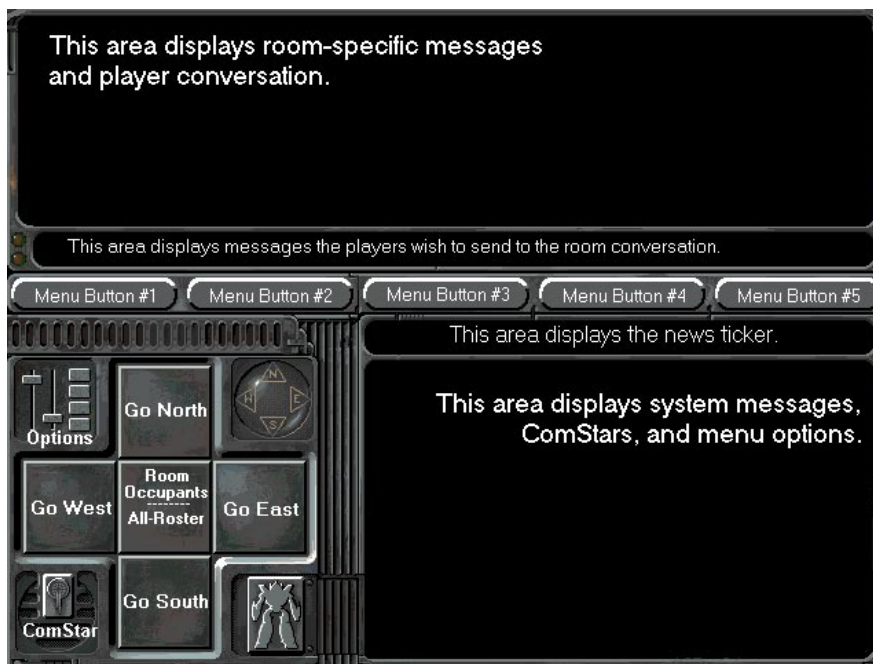 This area displays room-specific messages
and player conversation.
This area displays messages the players wish to send to the room conversation.
Menu Button #1
Menu Button #2
Menu Button #3
Menu Button #4
Menu Button #5
This area displays the news ticker.
Options
Go North
N
W
E
S
This area displays system messages,
ComStars, and menu options.
Go West
Room
Occupants
All-Roster
Go East
ComStar
Go South